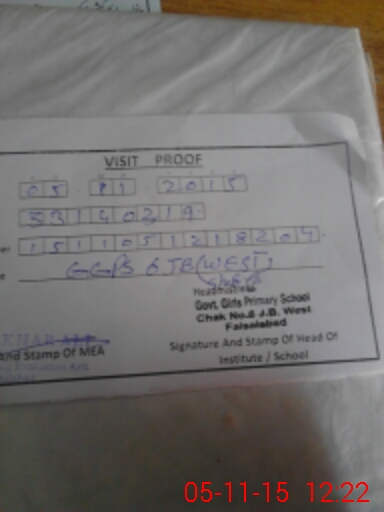 VISIT PROOF
05 11 2015
33140219
1511051218204
GGPS 6 JB (WEST)
Headmistress
Govt. Girls Primary School
Chak No.6 J.B. West
Faisalabad
And Stamp Of MEA
Signature And Stamp Of Head Of
Institute / School
05-11-15 12:22